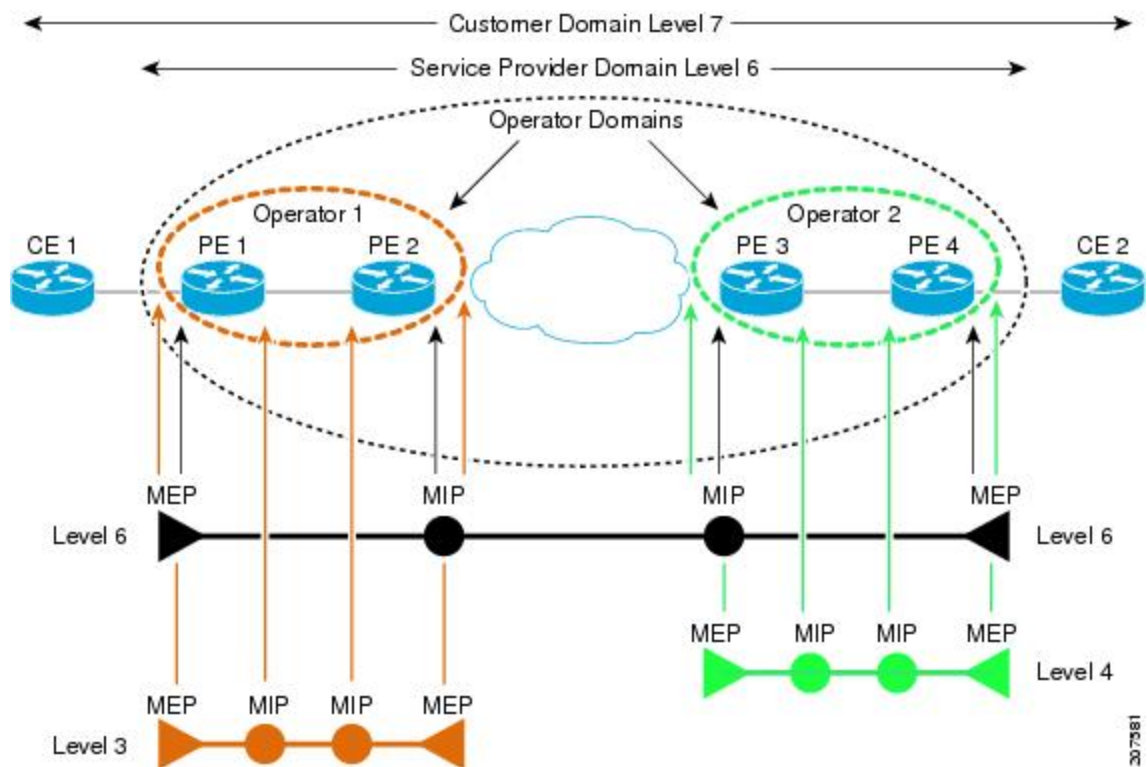 Customer Domain Level 7
Service Provider Domain Level 6
Operator Domains
Operator 1
Operator 2
CE 1
PE 1
PE 2
PE 3
PE 4
CE 2
MEP
MIP
MIP
MEP
Level 6
Level 6
MEP
MIP
MIP
MEP
Level 4
MEP
MIP
MIP
MEP
Level 3
207581